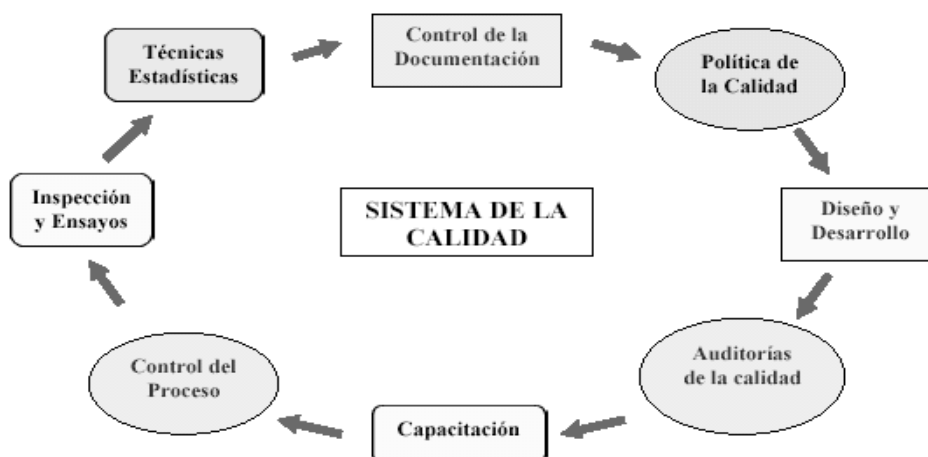 Técnicas
Estadísticas
Control de la
Documentación
Política de
la Calidad
Inspección
y Ensayos
SISTEMA DE LA
CALIDAD
Diseño y
Desarrollo
Control del
Proceso
Auditorías
de la calidad
Capacitación